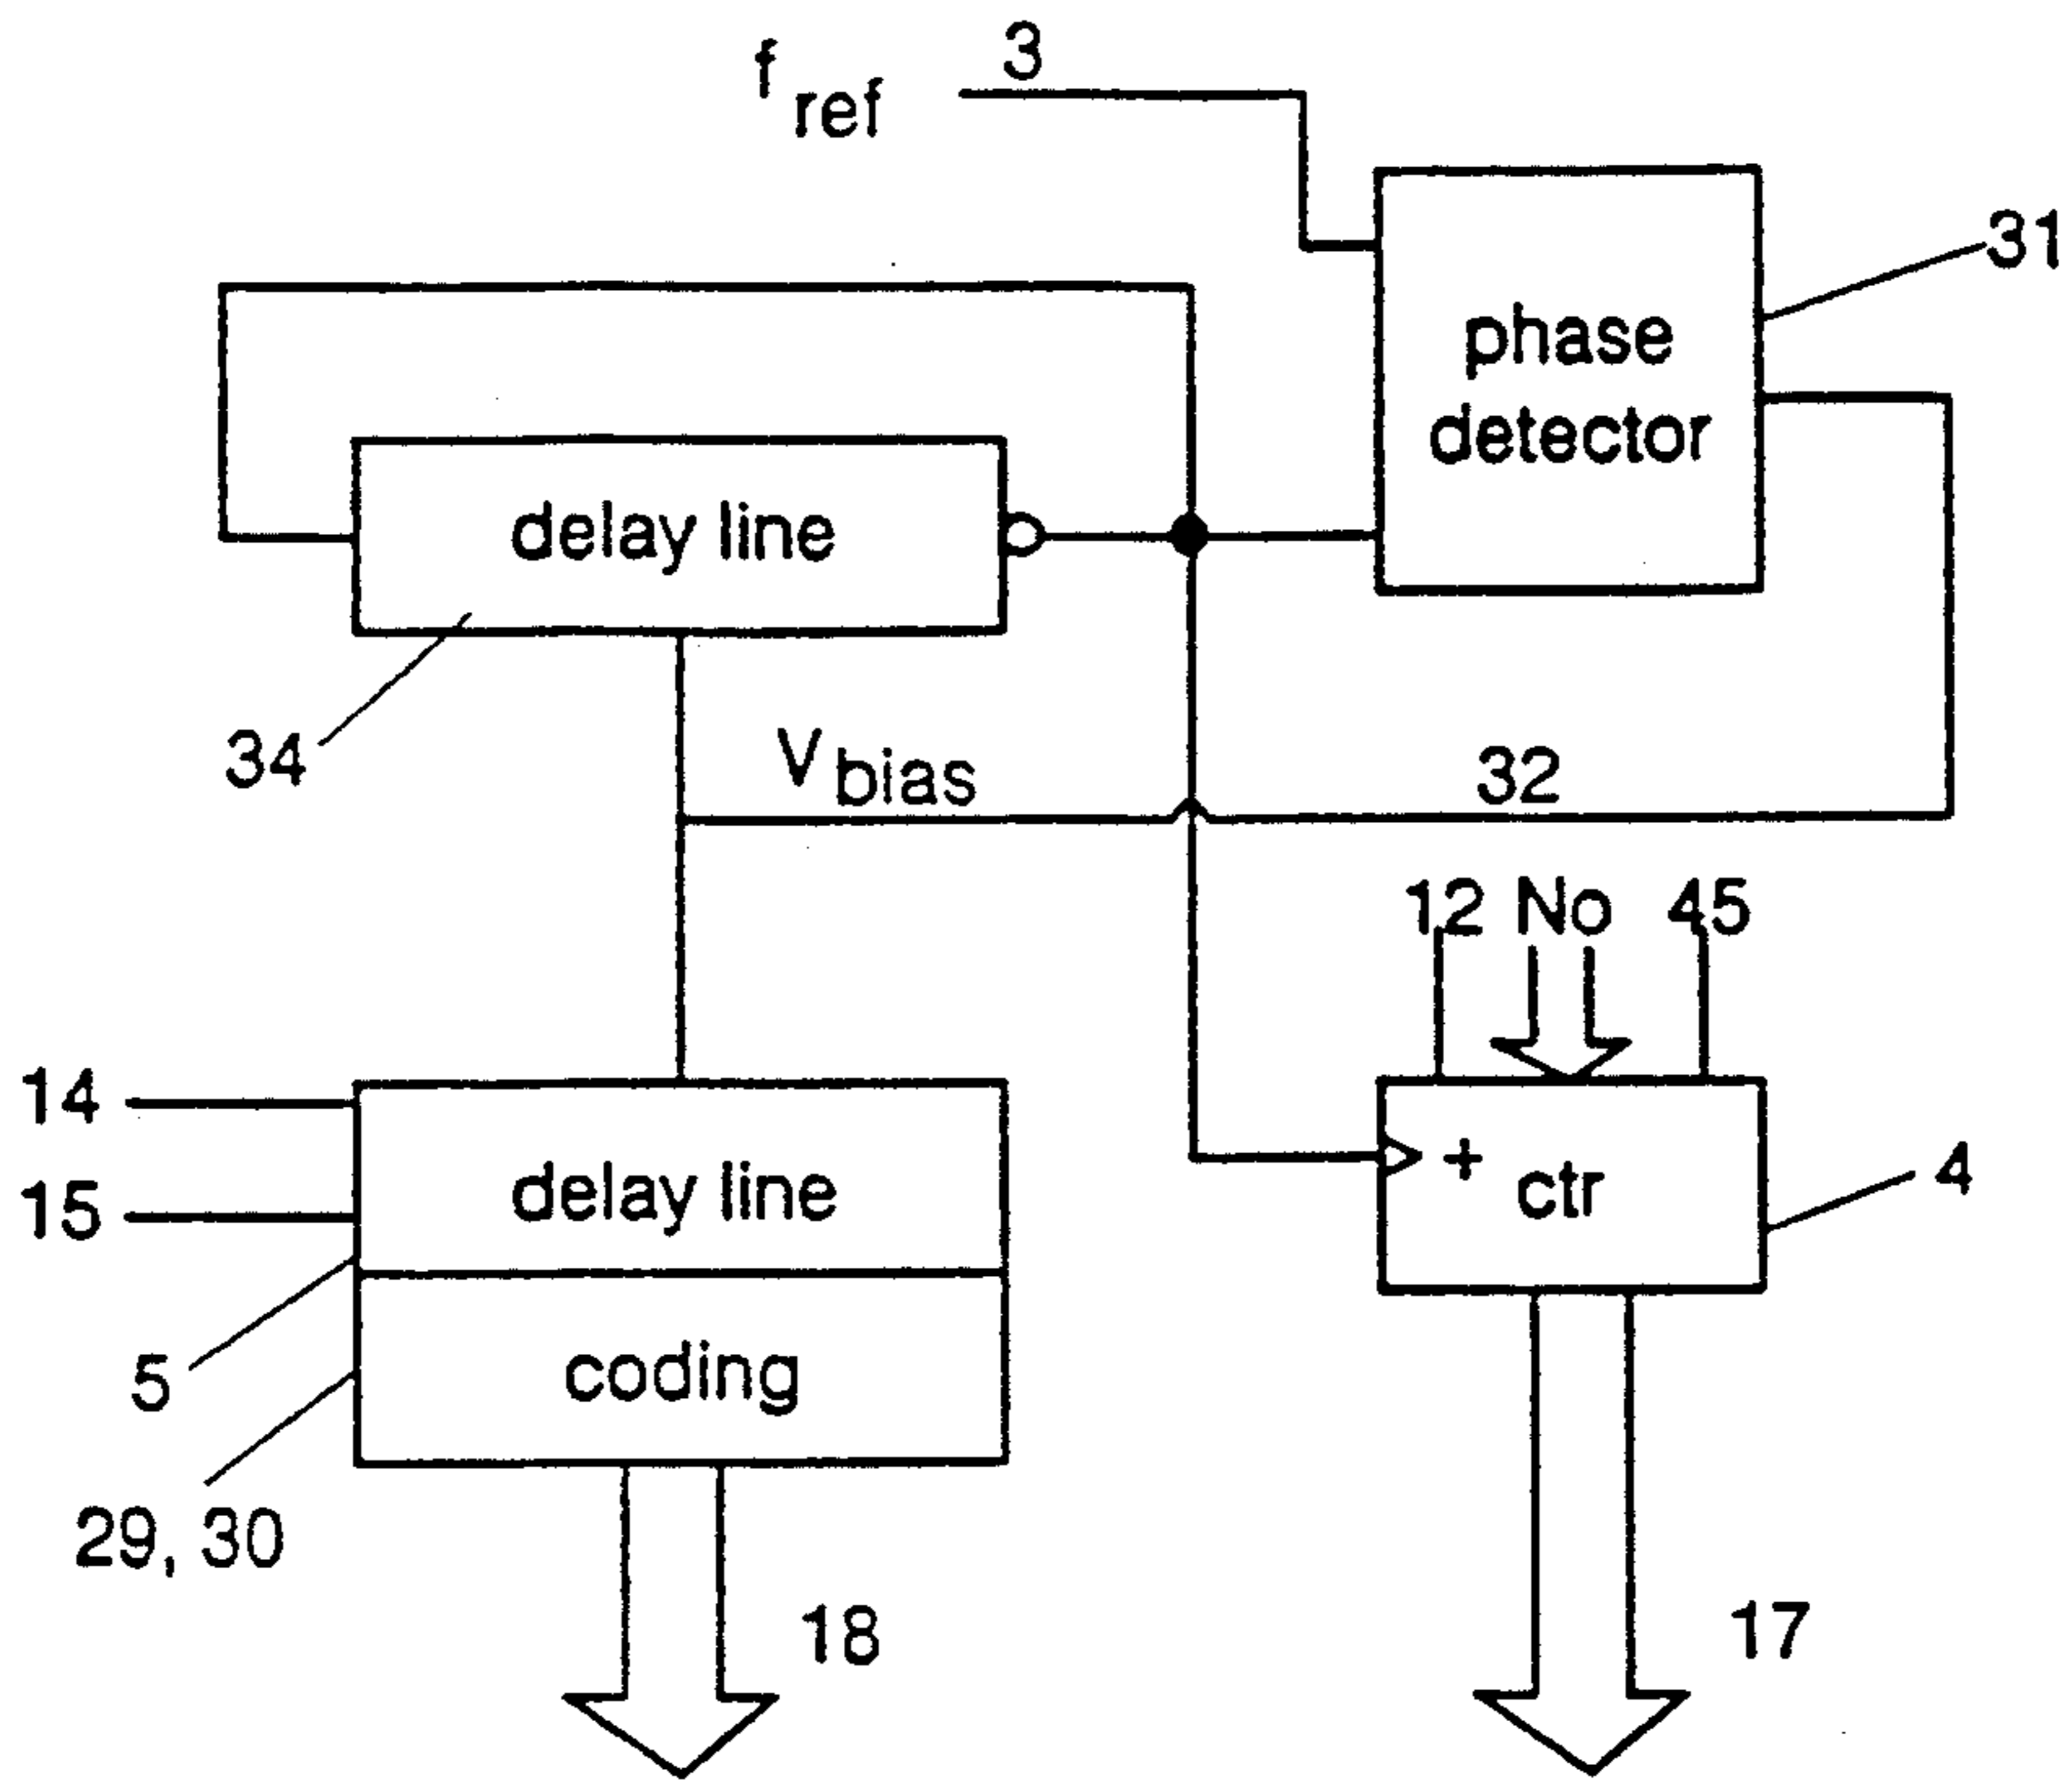 3
f ref
31
phase
detector
delay line
34
V bias
32
12 No 45
14
delay line
+
ctr
4
15
5
coding
29, 30
18
17